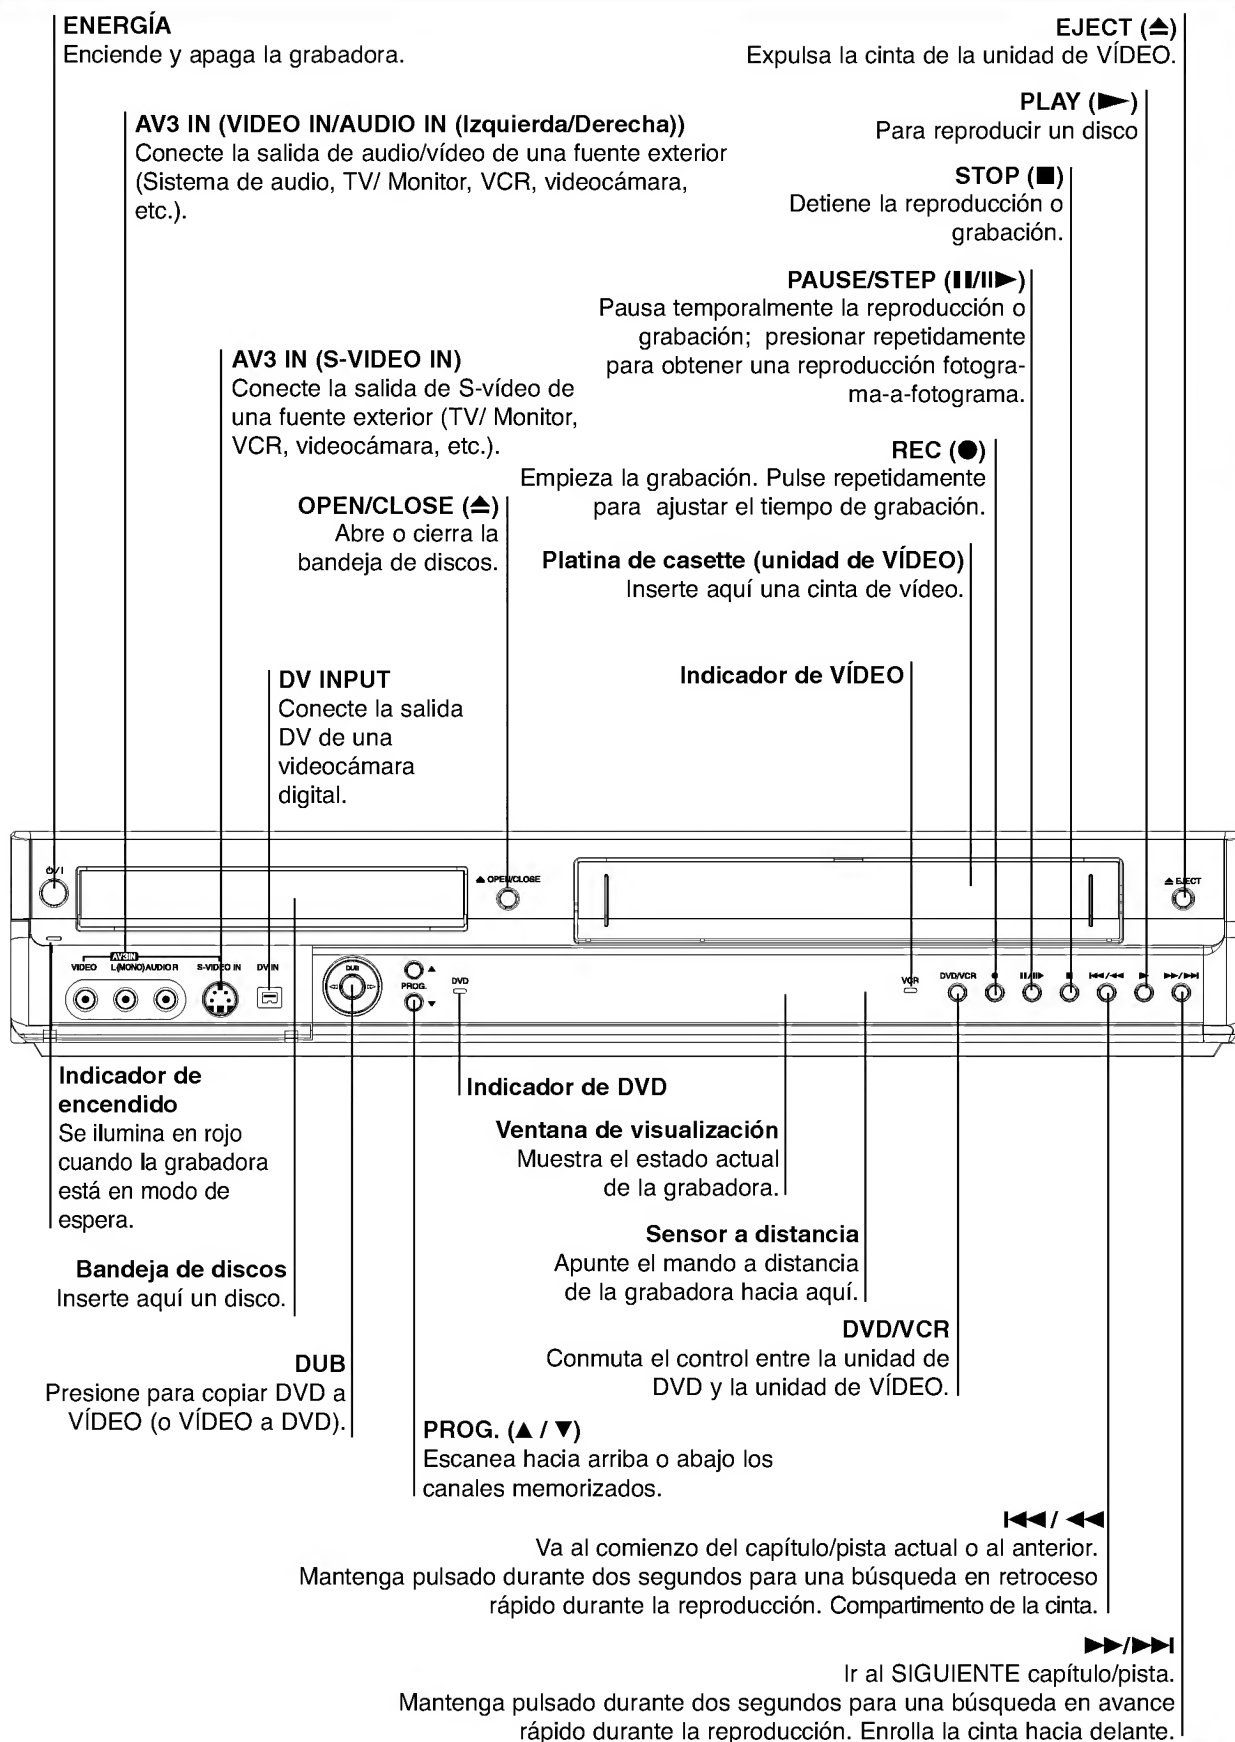 ENERGÍA
Enciende y apaga la grabadora.
EJECT (⏏)
Expulsa la cinta de la unidad de VÍDEO.
AV3 IN (VIDEO IN/AUDIO IN (Izquierda/Derecha))
Conecte la salida de audio/vídeo de una fuente exterior
(Sistema de audio, TV/ Monitor, VCR, videocámara,
etc.).
PLAY (►)
Para reproducir un disco
STOP (■)
Detiene la reproducción o
grabación.
PAUSE/STEP (❚❚/❚❚►)
Pausa temporalmente la reproducción o
grabación; presionar repetidamente
para obtener una reproducción fotogra-
ma-a-fotograma.
AV3 IN (S-VIDEO IN)
Conecte la salida de S-vídeo de
una fuente exterior (TV/ Monitor,
VCR, videocámara, etc.).
REC (●)
Empieza la grabación. Pulse repetidamente
para ajustar el tiempo de grabación.
OPEN/CLOSE (⏏)
Abre o cierra la
bandeja de discos.
Platina de casette (unidad de VÍDEO)
Inserte aquí una cinta de vídeo.
DV INPUT
Conecte la salida
DV de una
videocámara
digital.
Indicador de VÍDEO
⏻/I
⏏ OPEN/CLOSE
⏏ EJECT
AV3 IN
VIDEO L(MONO)AUDIO R S-VIDEO IN DV IN
DUB
PROG.
▲
▼
DVD
VCR
DVD/VCR ● ❚❚/❚❚► ■ I◄◄/◄◄ ► ►►/►►I
Indicador de
encendido
Se ilumina en rojo
cuando la grabadora
está en modo de
espera.
Indicador de DVD
Ventana de visualización
Muestra el estado actual
de la grabadora.
Sensor a distancia
Apunte el mando a distancia
de la grabadora hacia aquí.
Bandeja de discos
Inserte aquí un disco.
DVD/VCR
Conmuta el control entre la unidad de
DVD y la unidad de VÍDEO.
DUB
Presione para copiar DVD a
VÍDEO (o VÍDEO a DVD).
PROG. (▲ / ▼)
Escanea hacia arriba o abajo los
canales memorizados.
I◄◄/ ◄◄
Va al comienzo del capítulo/pista actual o al anterior.
Mantenga pulsado durante dos segundos para una búsqueda en retroceso
rápido durante la reproducción. Compartimento de la cinta.
►►/►►I
Ir al SIGUIENTE capítulo/pista.
Mantenga pulsado durante dos segundos para una búsqueda en avance
rápido durante la reproducción. Enrolla la cinta hacia delante.